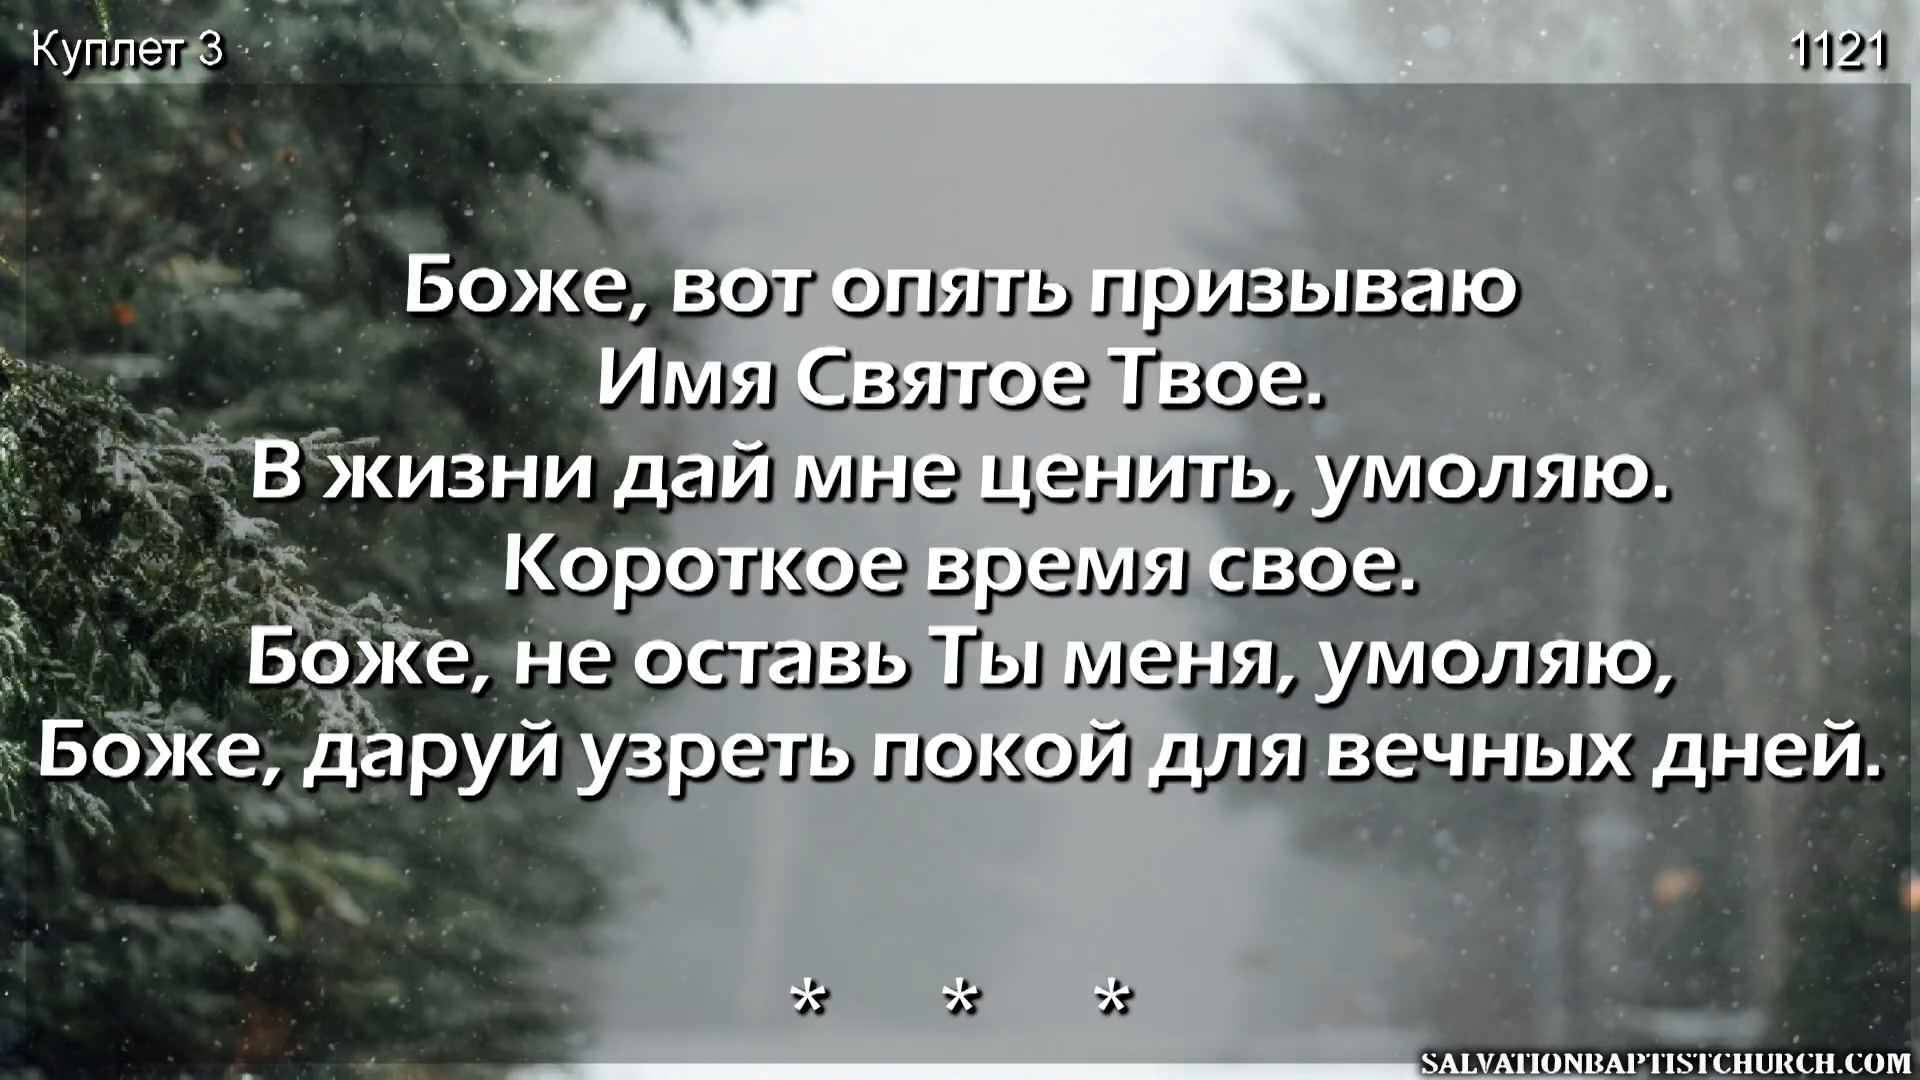 Куплет 3
1121
Боже, вот опять призываю
Имя Святое Твое.
В жизни дай мне ценить, умоляю.
Короткое время свое.
Боже, не оставь Ты меня, умоляю,
Боже, даруй узреть покой для вечных дней.
* * *
SALVATIONBAPTISTCHURCH.COM